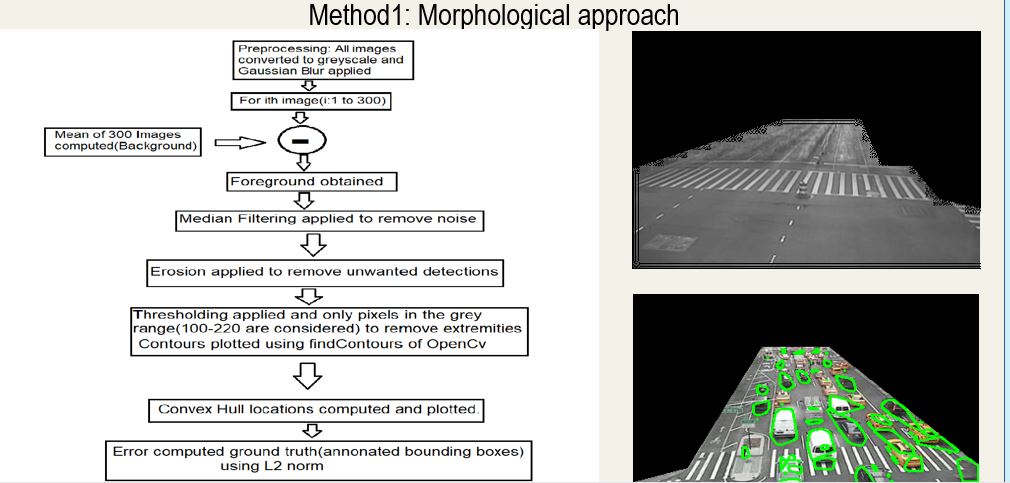 Method1: Morphological approach
Preprocessing: All images
converted to greyscale and
Gaussian Blur applied
For ith image(i:1 to 300)
Mean of 300 Images
computed(Background)
Foreground obtained
Median Filtering applied to remove noise
Erosion applied to remove unwanted detections
Thresholding applied and only pixels in the grey
range(100-220 are considered) to remove extremities
Contours plotted using findContours of OpenCv
Convex Hull locations computed and plotted.
Error computed ground truth(annonated bounding boxes)
using L2 norm